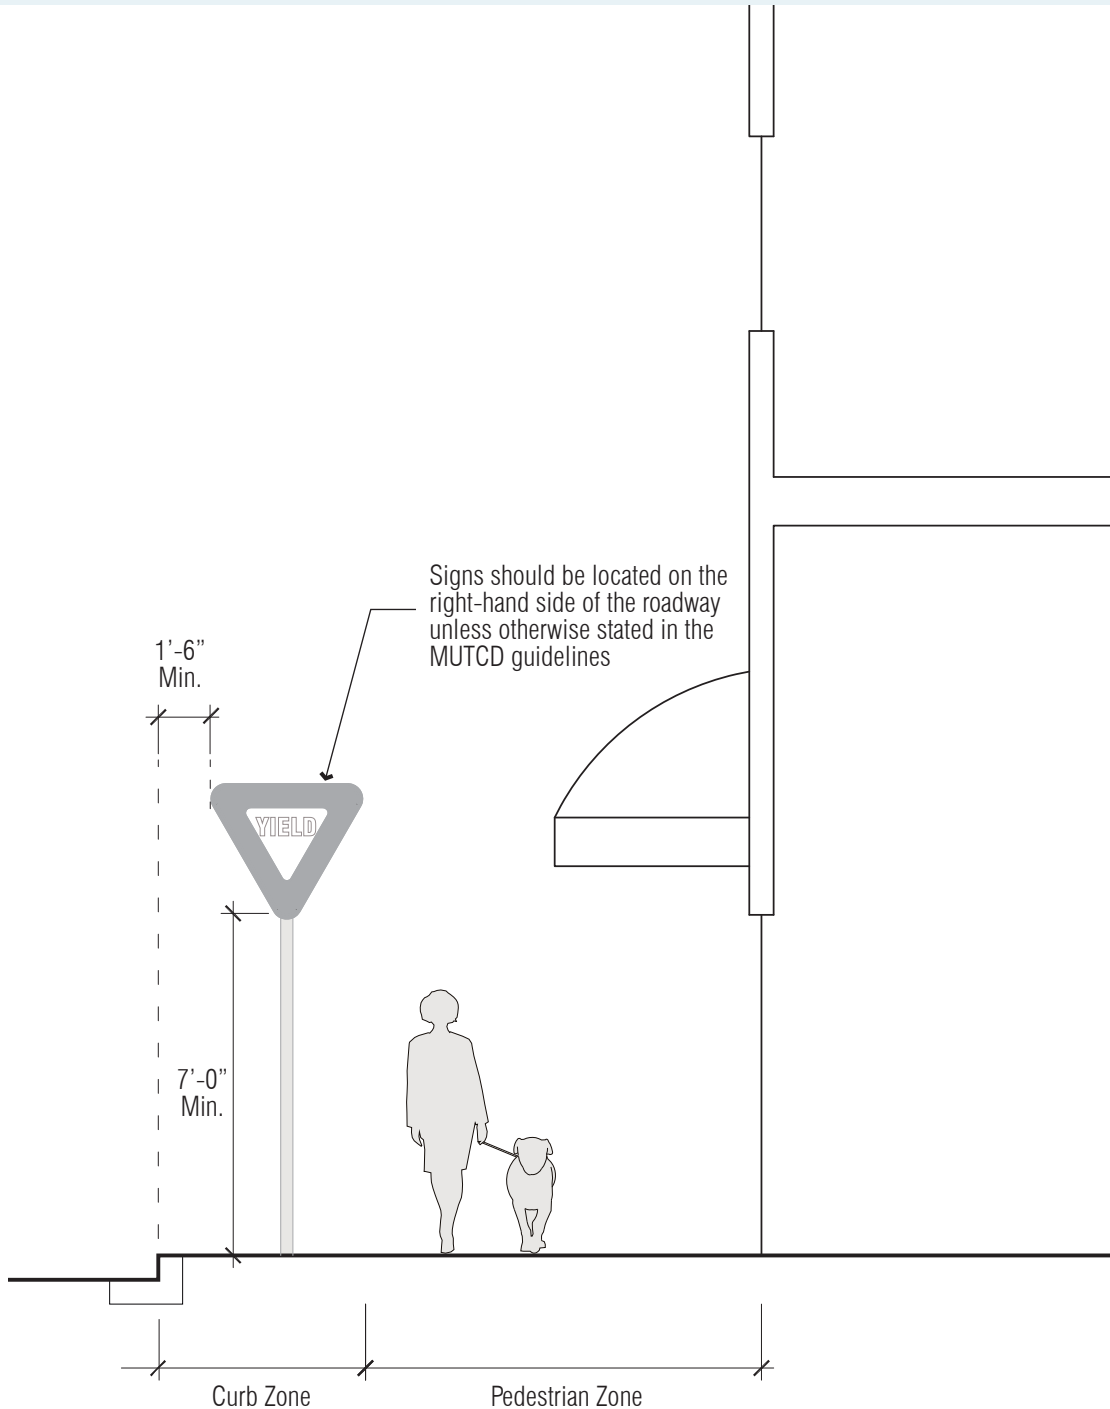 Signs should be located on the
right-hand side of the roadway
unless otherwise stated in the
MUTCD guidelines
1’-6”
Min.
YIELD
7’-0”
Min.
Curb Zone
Pedestrian Zone